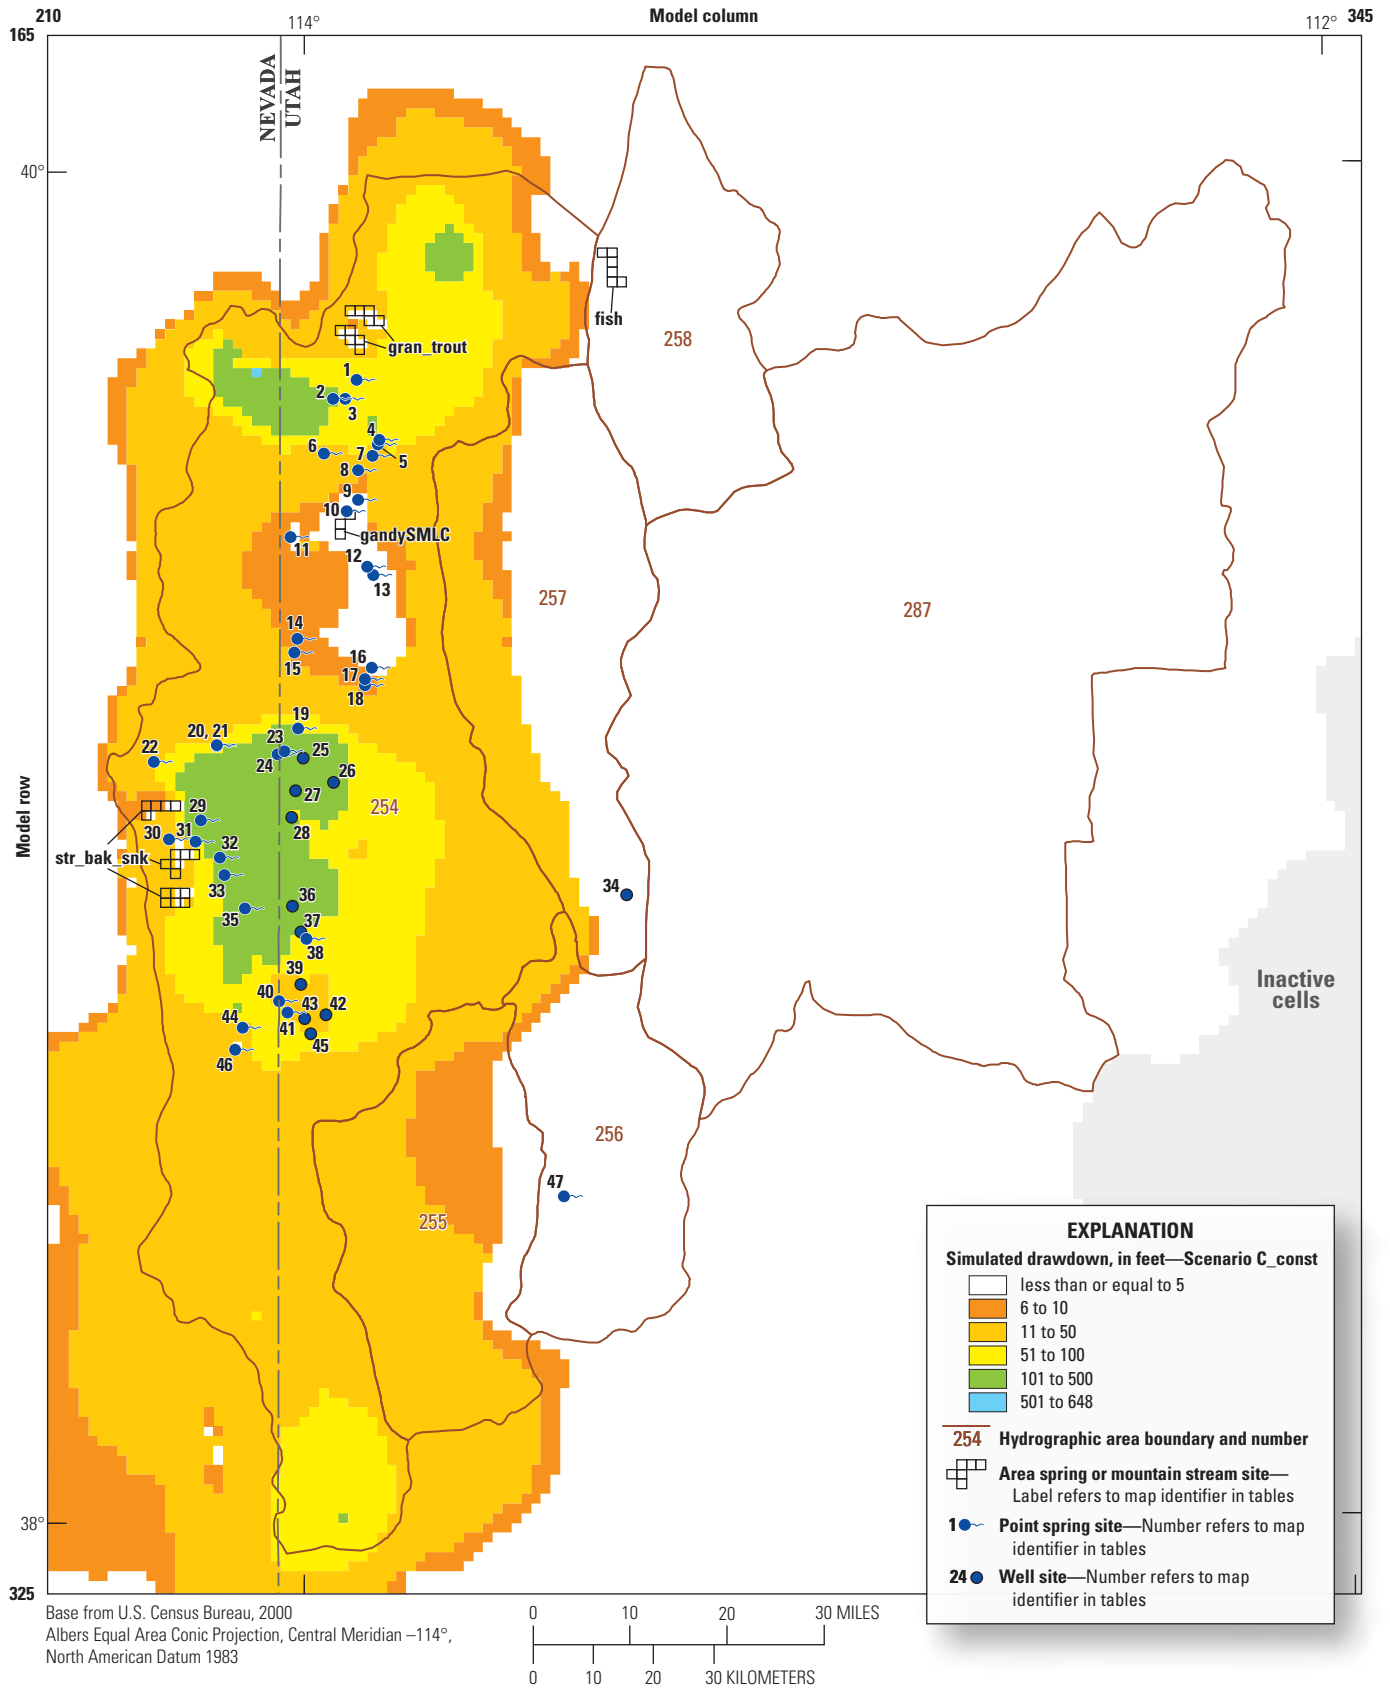 210
Model column
345
165
114°
112°
NEVADA
UTAH
40°
fish
258
gran_trout
1
2
3
4
5
6
7
8
9
10
gandySMLC
11
12
13
257
287
14
15
16
17
18
19
20, 21
22
23
24
25
26
27
28
254
29
30
31
32
str_bak_snk
33
34
35
36
37
38
39
40
41
42
43
44
45
46
Inactive
cells
256
47
255
Model row
38°
325
EXPLANATION
Simulated drawdown, in feet—Scenario C_const
less than or equal to 5
6 to 10
11 to 50
51 to 100
101 to 500
501 to 648
254 Hydrographic area boundary and number
Area spring or mountain stream site—
Label refers to map identifier in tables
1 Point spring site—Number refers to map
identifier in tables
24 Well site—Number refers to map
identifier in tables
Base from U.S. Census Bureau, 2000
Albers Equal Area Conic Projection, Central Meridian –114°,
North American Datum 1983
0 10 20 30 MILES
0 10 20 30 KILOMETERS